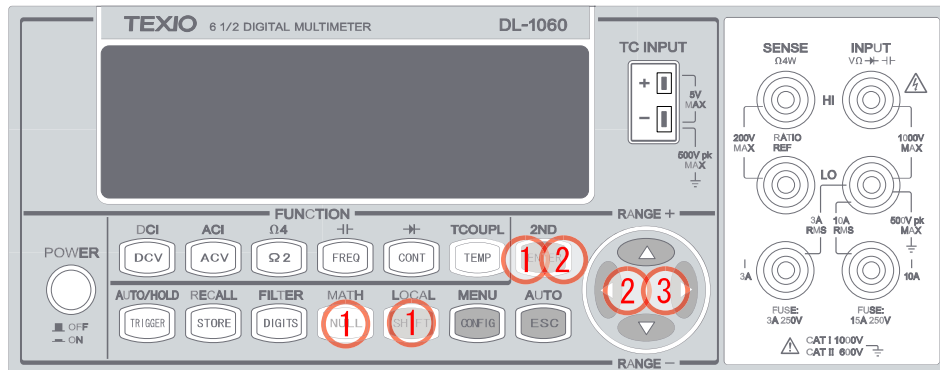 TEXIO 6 1/2 DIGITAL MULTIMETER DL-1060
TC INPUT
+
−
5V
MAX
500V pk
MAX
SENSE
Ω4W
INPUT
VΩ
HI
200V
MAX
RATIO
REF
1000V
MAX
LO
3A
RMS
10A
RMS
500V pk
MAX
I
3A
I
10A
FUSE:
3A 250V
FUSE:
15A 250V
CAT I 1000V
CAT II 600V
FUNCTION
RANGE +
DCI ACI Ω4 TCOUPL 2ND
POWER
DCV ACV Ω2 FREQ CONT TEMP 1 2
2 3
AUTO/HOLD RECALL FILTER MATH LOCAL MENU AUTO
TRIGGER STORE DIGITS NULL 1 SHIFT 1 CONFIG ESC
OFF
ON
RANGE −